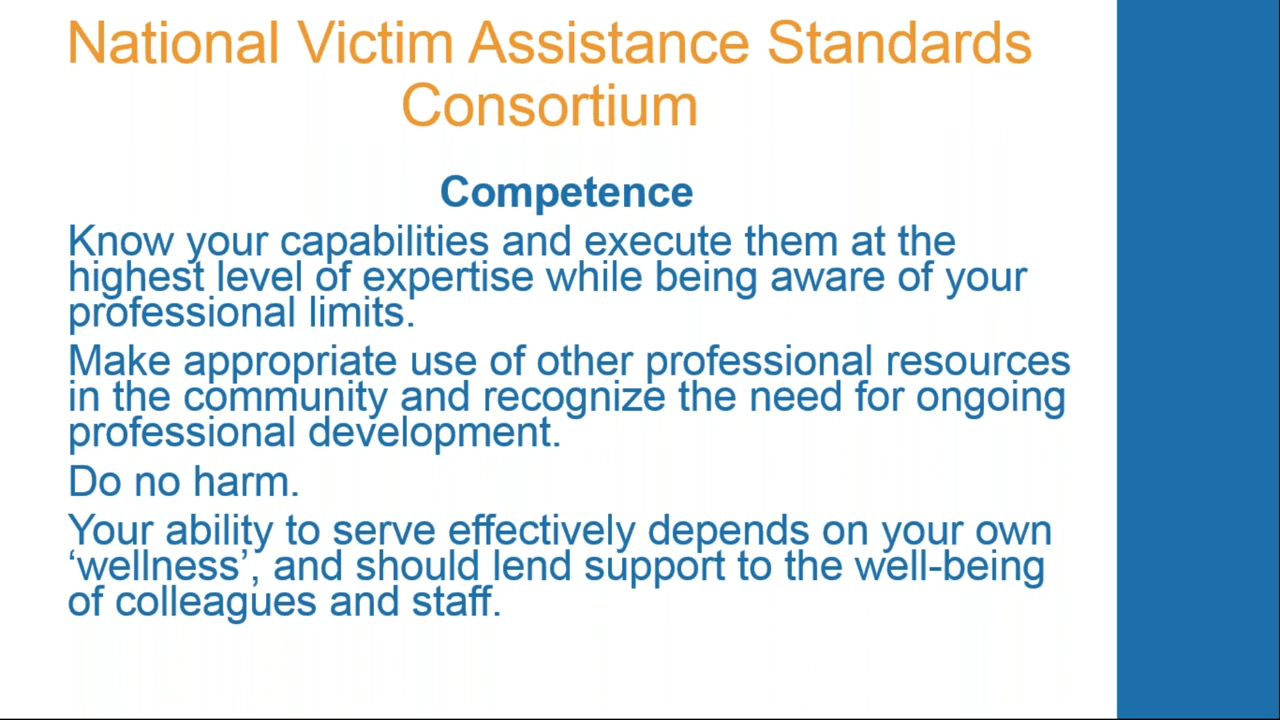 National Victim Assistance Standards
Consortium
Competence
Know your capabilities and execute them at the
highest level of expertise while being aware of your
professional limits.
Make appropriate use of other professional resources
in the community and recognize the need for ongoing
professional development.
Do no harm.
Your ability to serve effectively depends on your own
‘wellness’, and should lend support to the well-being
of colleagues and staff.